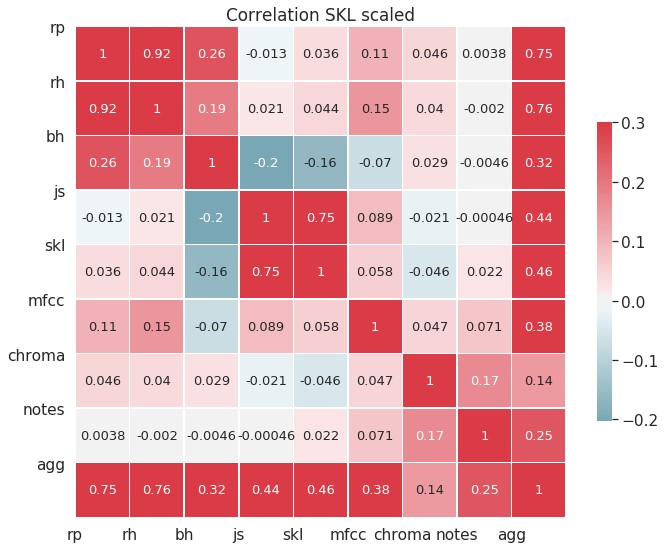 Correlation SKL scaled
rp
1 0.92 0.26 -0.013 0.036 0.11 0.046 0.0038 0.75
rh
0.92 1 0.19 0.021 0.044 0.15 0.04 -0.002 0.76
bh
0.26 0.19 1 -0.2 -0.16 -0.07 0.029 -0.0046 0.32
js
-0.013 0.021 -0.2 1 0.75 0.089 -0.021 -0.00046 0.44
skl
0.036 0.044 -0.16 0.75 1 0.058 -0.046 0.022 0.46
mfcc
0.11 0.15 -0.07 0.089 0.058 1 0.047 0.071 0.38
chroma
0.046 0.04 0.029 -0.021 -0.046 0.047 1 0.17 0.14
notes
0.0038 -0.002 -0.0046 -0.00046 0.022 0.071 0.17 1 0.25
agg
0.75 0.76 0.32 0.44 0.46 0.38 0.14 0.25 1
rp rh bh js skl mfcc chroma notes agg
0.3
0.2
0.1
0.0
−0.1
−0.2